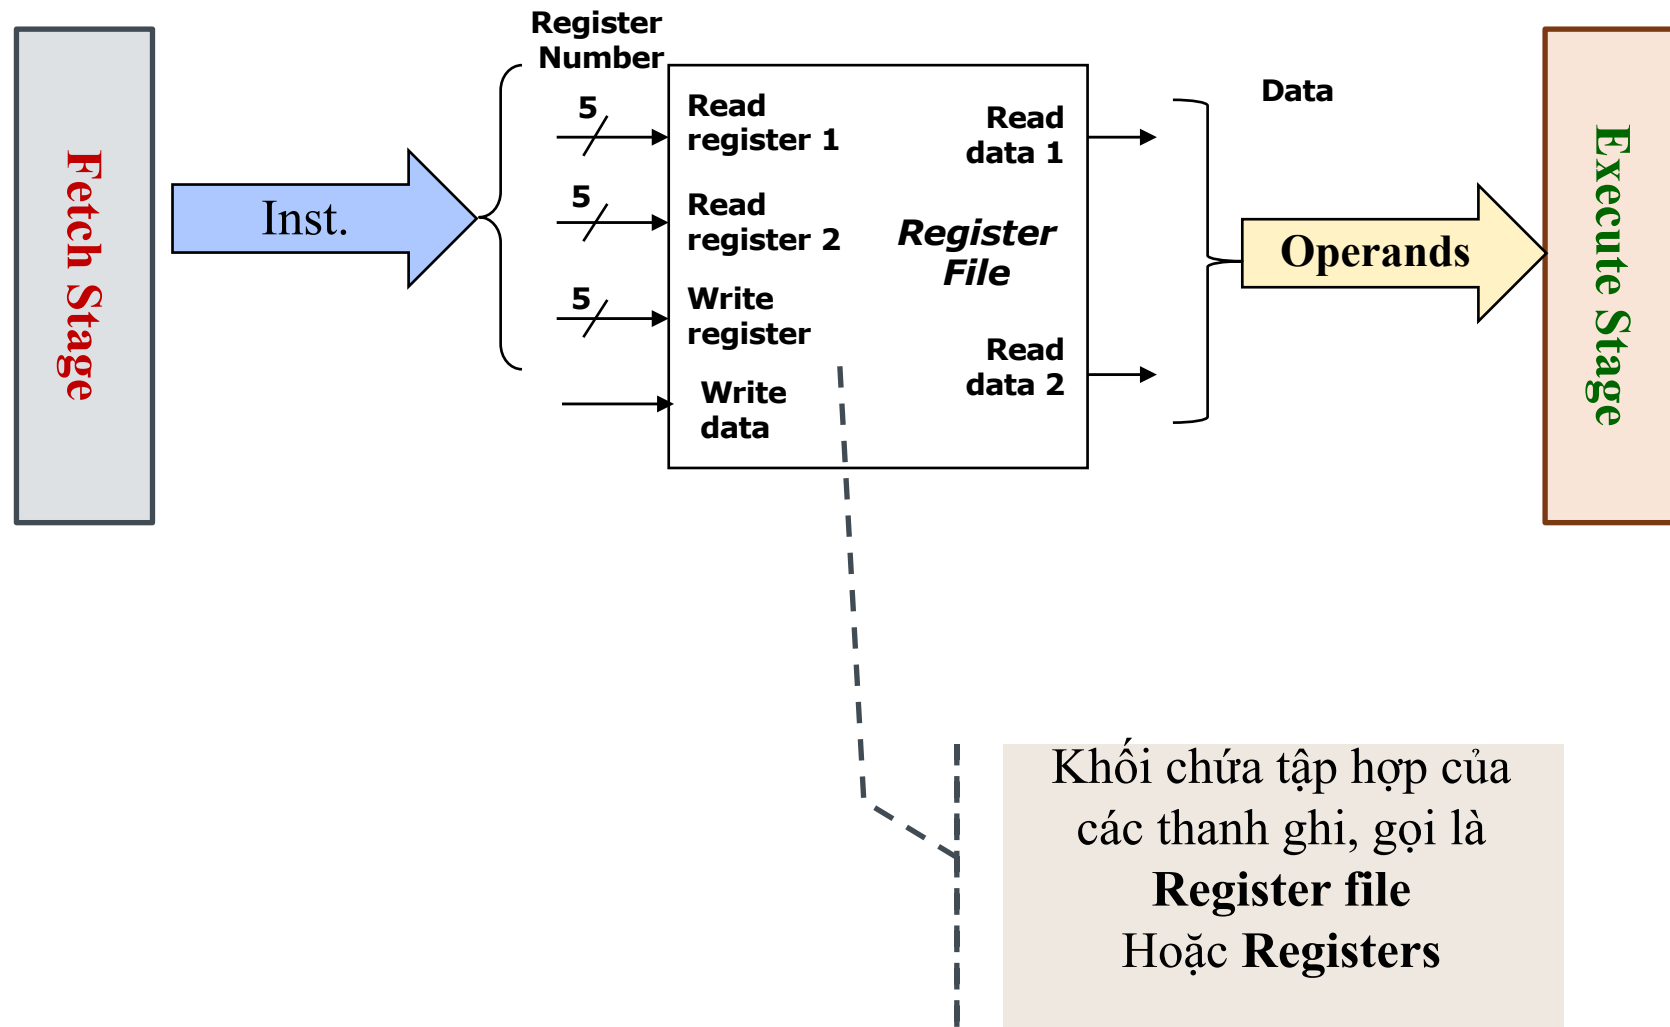 Fetch Stage
Inst.
Register
Number
5
Read
register 1
5
Read
register 2
5
Write
register
Write
data
Register
File
Read
data 1
Read
data 2
Data
Operands
Execute Stage
Khối chứa tập hợp của
các thanh ghi, gọi là
Register file
Hoặc Registers